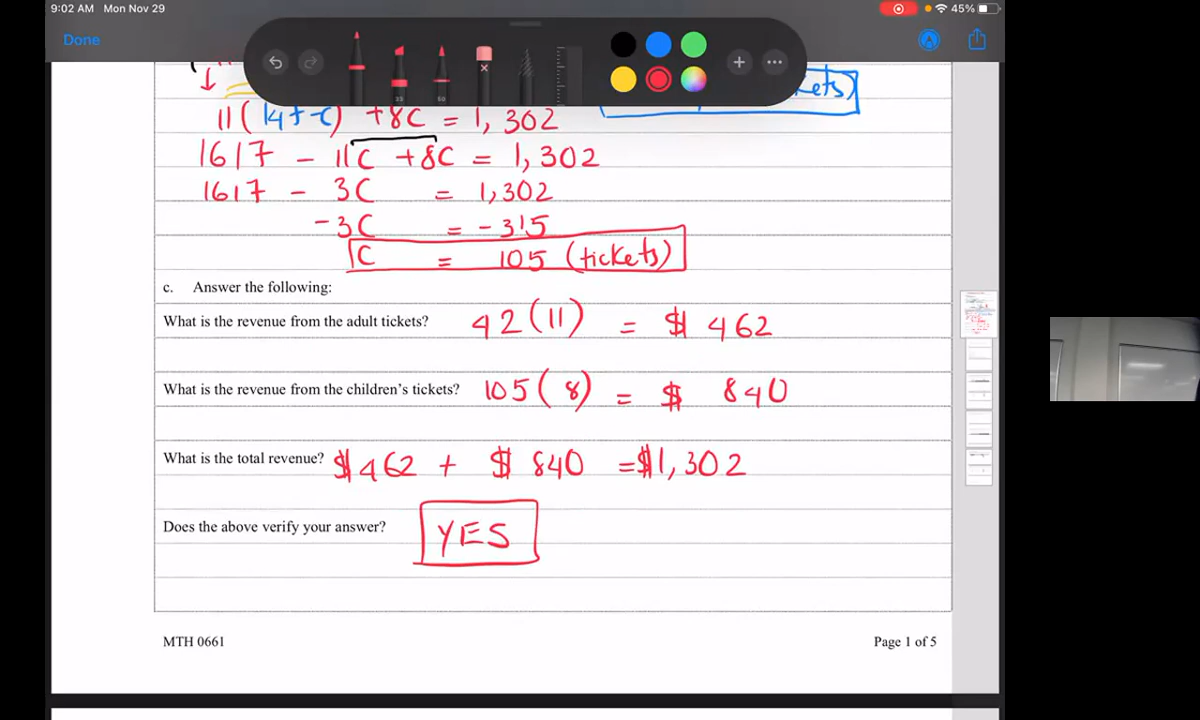 9:02 AM Mon Nov 29
45%
Done
kets)
11( 147-C) +8C = 1, 302
1617 - 11C +8C = 1, 302
1617 - 3C = 1,302
-3C = -315
C = 105 (tickets)
c. Answer the following:
What is the revenue from the adult tickets? 42(11) = $ 462
What is the revenue from the children's tickets? 105(8) = $ 840
What is the total revenue? $462 + $ 840 =$1,302
Does the above verify your answer? YES
MTH 0661
Page 1 of 5